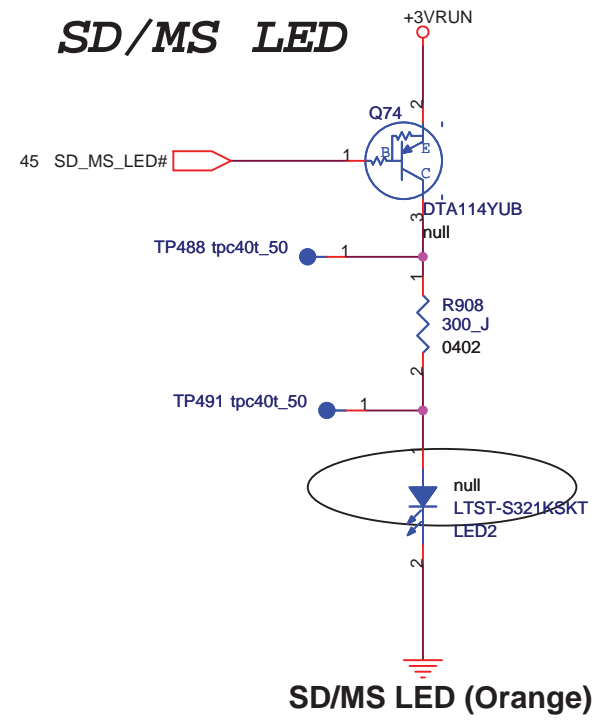 SD/MS LED
+3VRUN
2
Q74
45 SD_MS_LED#
1
B
E
C
3
DTA114YUB
null
TP488 tpc40t_50
1
1
R908
300_J
0402
2
TP491 tpc40t_50
1
1
null
LTST-S321KSKT
LED2
2
SD/MS LED (Orange)